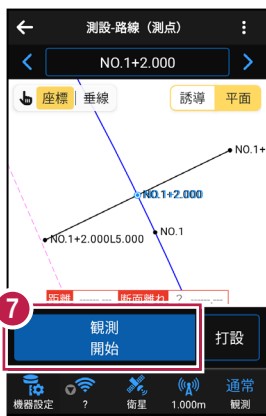 測設-路線（測点）
NO.1+2.000
座標 垂線 誘導 平面
NO.1+
NO.1+2.000
NO.1+2.000L5.000
NO.1
距離 ----.--- 断面離れ ? ---.---
7
観測
開始
打設
機器設定 ? 衛星 1.000m 通常
観測